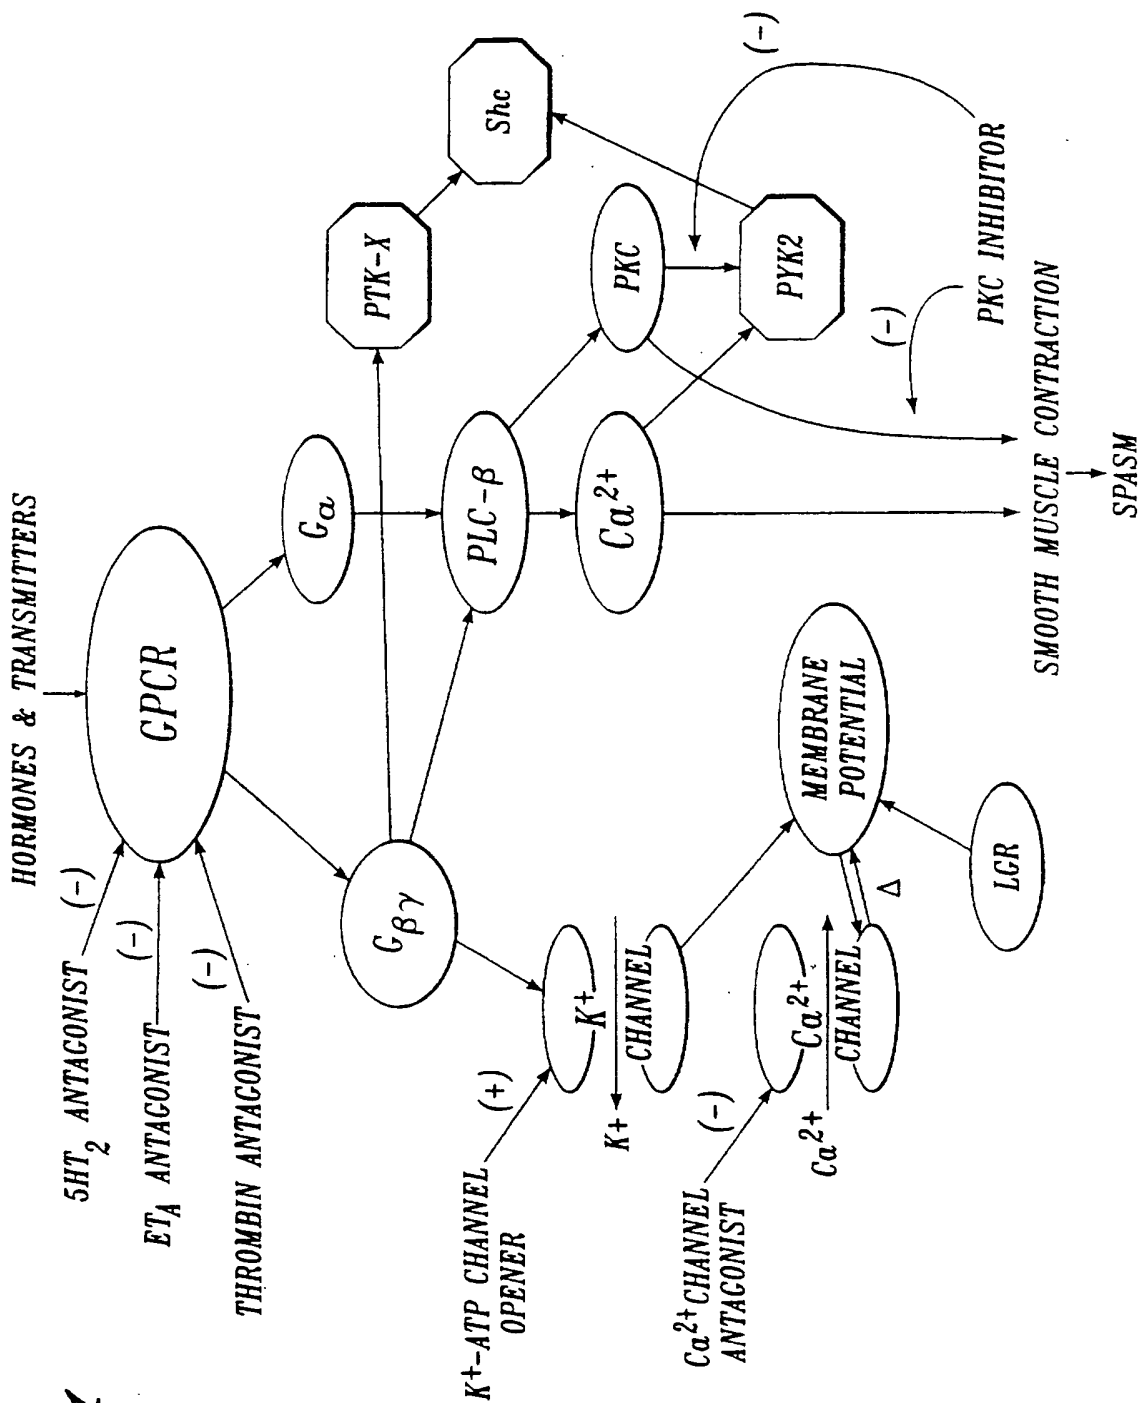 HORMONES & TRANSMITTERS
5HT2 ANTAGONIST
(-)
ETA ANTAGONIST
(-)
THROMBIN ANTAGONIST
(-)
GPCR
Gα
Gβγ
PTK-X
Shc
PLC-β
PKC
Ca2+
PYK2
(-)
PKC INHIBITOR
(-)
K+-ATP CHANNEL
OPENER
(+)
K+
CHANNEL
K+
Ca2+ CHANNEL
ANTAGONIST
(-)
Ca2+
CHANNEL
Ca2+
MEMBRANE
POTENTIAL
Δ
LGR
SMOOTH MUSCLE CONTRACTION
SPASM